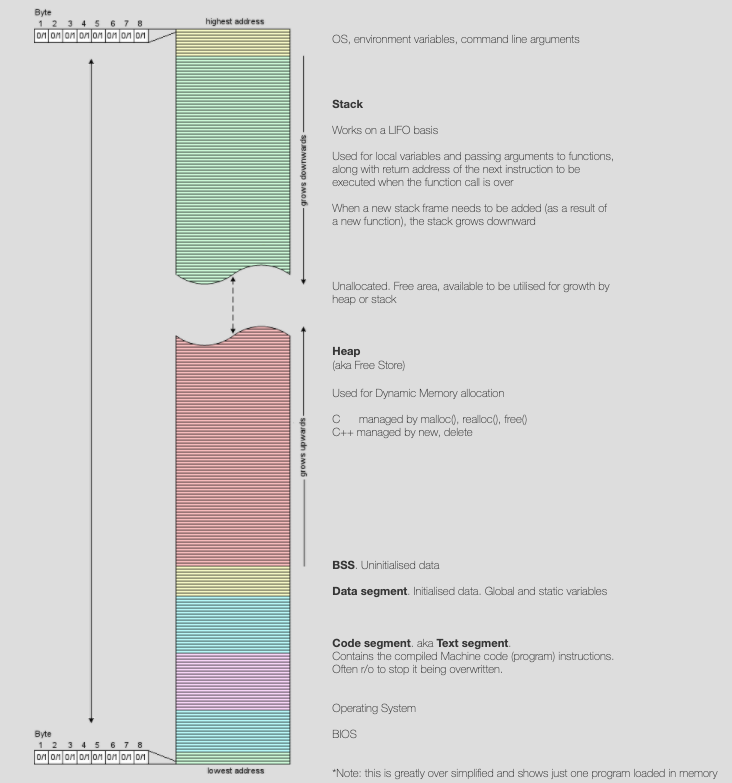 Byte
1 2 3 4 5 6 7 8
0/1 0/1 0/1 0/1 0/1 0/1 0/1 0/1
highest address
OS, environment variables, command line arguments
grows downwards
Stack
Works on a LIFO basis
Used for local variables and passing arguments to functions,
along with return address of the next instruction to be
executed when the function call is over
When a new stack frame needs to be added (as a result of
a new function), the stack grows downward
Unallocated. Free area, available to be utilised for growth by
heap or stack
grows upwards
Heap
(aka Free Store)
Used for Dynamic Memory allocation
C managed by malloc(), realloc(), free()
C++ managed by new, delete
BSS. Uninitialised data
Data segment. Initialised data. Global and static variables
Code segment. aka Text segment.
Contains the compiled Machine code (program) instructions.
Often r/o to stop it being overwritten.
Operating System
BIOS
Byte
1 2 3 4 5 6 7 8
0/1 0/1 0/1 0/1 0/1 0/1 0/1 0/1
lowest address
*Note: this is greatly over simplified and shows just one program loaded in memory